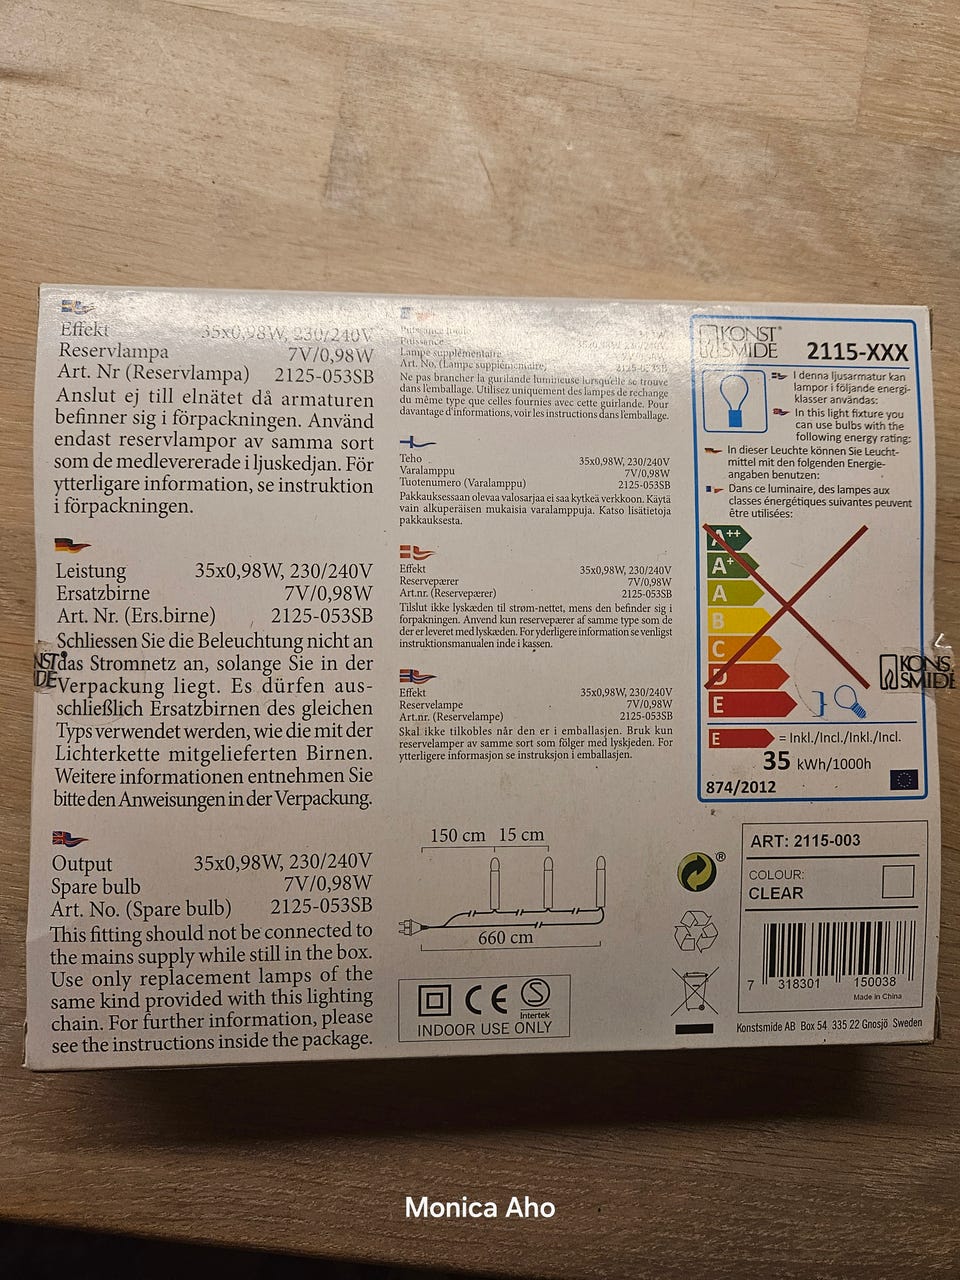 Effekt 35x0,98W, 230/240V
Reservlampa 7V/0,98W
Art. Nr (Reservlampa) 2125-053SB
Anslut ej till elnätet då armaturen
befinner sig i förpackningen. Använd
endast reservlampor av samma sort
som de medlevererade i ljuskedjan. För
ytterligare information, se instruktion
i förpackningen.
Leistung 35x0,98W, 230/240V
Ersatzbirne 7V/0,98W
Art. Nr. (Ers.birne) 2125-053SB
Schliessen Sie die Beleuchtung nicht an
das Stromnetz an, solange Sie in der
Verpackung liegt. Es dürfen aus-
schließlich Ersatzbirnen des gleichen
Typs verwendet werden, wie die mit der
Lichterkette mitgelieferten Birnen.
Weitere informationen entnehmen Sie
bitte den Anweisungen in der Verpackung.
Output 35x0,98W, 230/240V
Spare bulb 7V/0,98W
Art. No. (Spare bulb) 2125-053SB
This fitting should not be connected to
the mains supply while still in the box.
Use only replacement lamps of the
same kind provided with this lighting
chain. For further information, please
see the instructions inside the package.
Puissance
Lampe supplémentaire
Art. No. (Lampe supplémentaire)
Ne pas brancher la guirlande lumineuse lorsqu'elle se trouve
dans l'emballage. Utilisez uniquement des lampes de rechange
du même type que celles fournies avec cette guirlande. Pour
davantage d'informations, voir les instructions dans l'emballage.
Teho 35x0,98W, 230/240V
Varalamppu 7V/0,98W
Tuotenumero (Varalamppu) 2125-053SB
Pakkauksessaan olevaa valosarjaa ei saa kytkeä verkkoon. Käytä
vain alkuperäisen mukaisia varalamppuja. Katso lisätietoja
pakkauksesta.
Effekt 35x0,98W, 230/240V
Reservepærer 7V/0,98W
Art.nr. (Reservepærer) 2125-053SB
Tilslut ikke lyskæden til strøm-nettet, mens den befinder sig i
forpakningen. Anvend kun reservepærer af samme type som de
der er leveret med lyskæden. For yderligere information se venligst
instruktionsmanualen inde i kassen.
Effekt 35x0,98W, 230/240V
Reservelampe 7V/0,98W
Art.nr. (Reservelampe) 2125-053SB
Skal ikke tilkobles når den er i emballasjen. Bruk kun
reservelamper av samme sort som følger med lyskjeden. For
ytterligere informasjon se instruksjon i emballasjen.
150 cm 15 cm
660 cm
CE S
Intertek
INDOOR USE ONLY
KONST
SMIDE 2115-XXX
I denna ljusarmatur kan
lampor i följande energi-
klasser användas:
In this light fixture you
can use bulbs with the
following energy rating:
In dieser Leuchte können Sie Leucht-
mittel mit den folgenden Energie-
angaben benutzen:
Dans ce luminaire, des lampes aux
classes énergétiques suivantes peuvent
être utilisées:
A++
A+
A
B
C
D
E
E = Inkl./Incl./Inkl./Incl.
35 kWh/1000h
874/2012
KONS
SMIDE
NST
DE
®
ART: 2115-003
COLOUR:
CLEAR
7 318301 150038
Made in China
Konstsmide AB Box 54 335 22 Gnosjö Sweden
Monica Aho